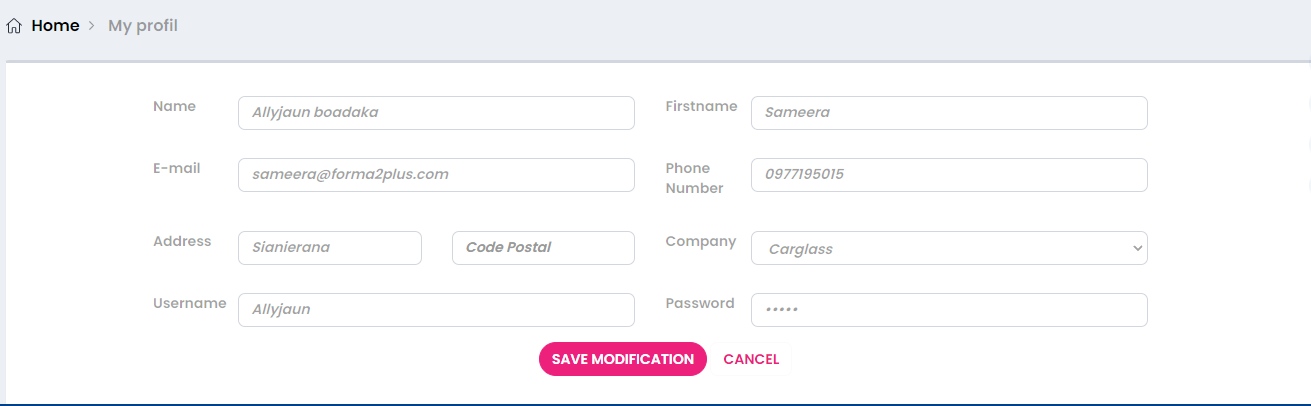 Home > My profil
Name Allyjaun boadaka Firstname Sameera
E-mail sameera@forma2plus.com Phone Number 0977195015
Address Sianierana Code Postal Company Carglass
Username Allyjaun Password •••••
SAVE MODIFICATION CANCEL